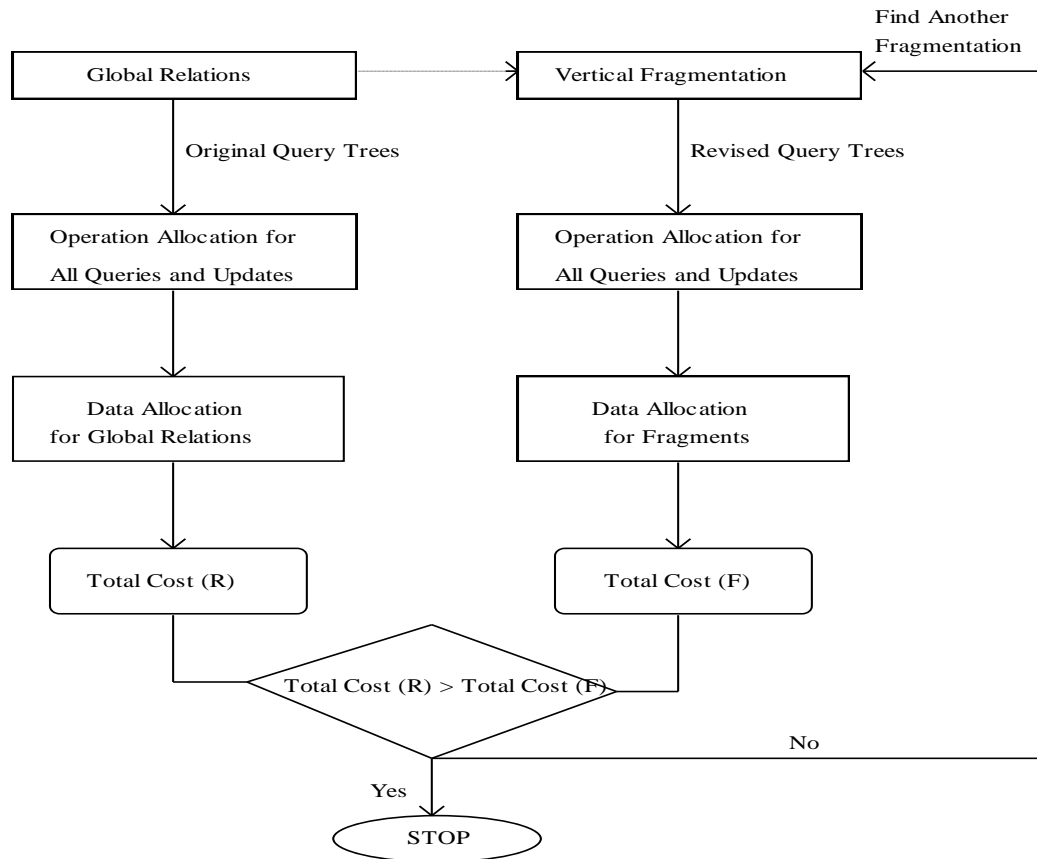 Find Another
Fragmentation
Global Relations
Vertical Fragmentation
Original Query Trees
Revised Query Trees
Operation Allocation for
All Queries and Updates
Operation Allocation for
All Queries and Updates
Data Allocation
for Global Relations
Data Allocation
for Fragments
Total Cost (R)
Total Cost (F)
Total Cost (R) > Total Cost (F)
No
Yes
STOP